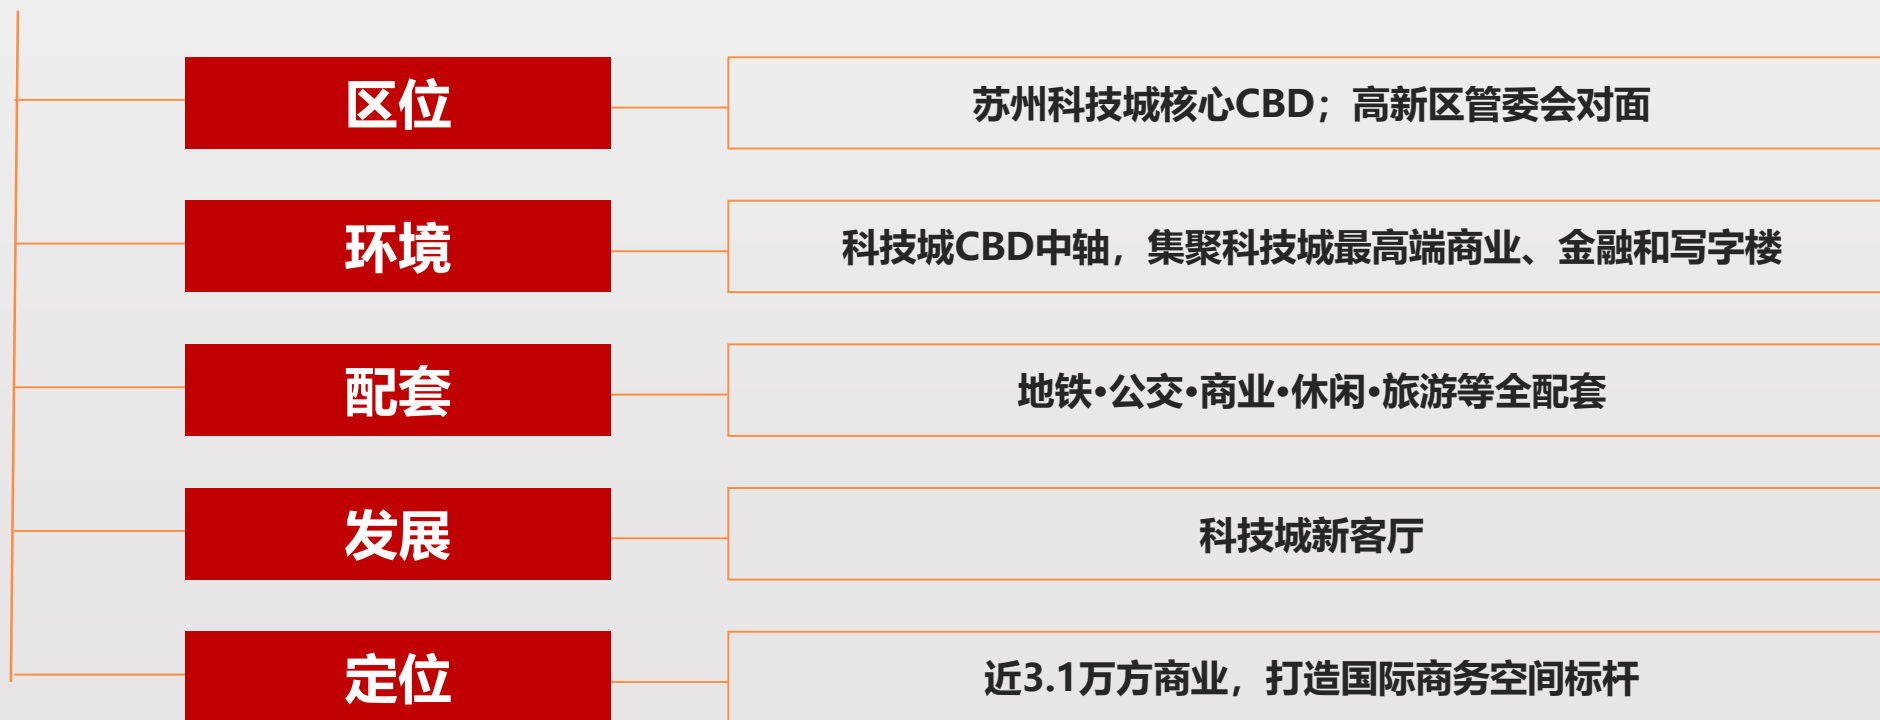 区位
苏州科技城核心CBD；高新区管委会对面
环境
科技城CBD中轴，集聚科技城最高端商业、金融和写字楼
配套
地铁•公交•商业•休闲•旅游等全配套
发展
科技城新客厅
定位
近3.1万方商业，打造国际商务空间标杆